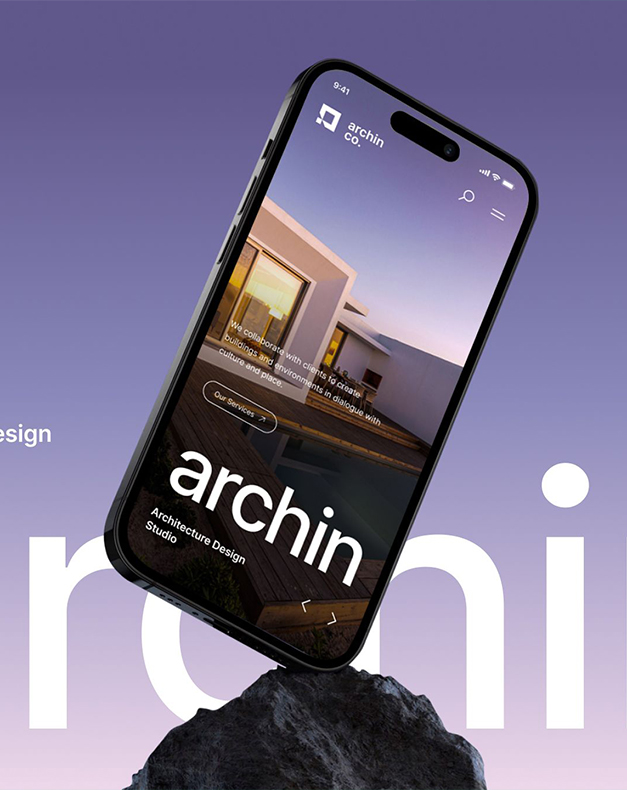 9:41
archin
co.
We collaborate with clients to create
buildings and environments in dialogue with
culture and place.
Our Services
archin
Architecture Design
Studio
esign
r hi